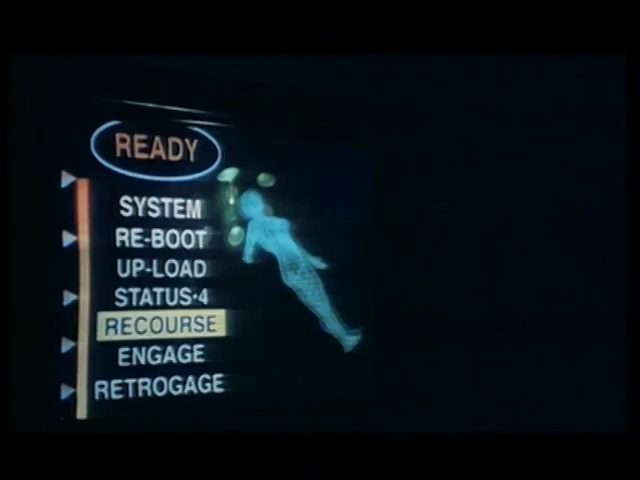 READY
SYSTEM
RE-BOOT
UP-LOAD
STATUS·4
RECOURSE
ENGAGE
RETROGAGE